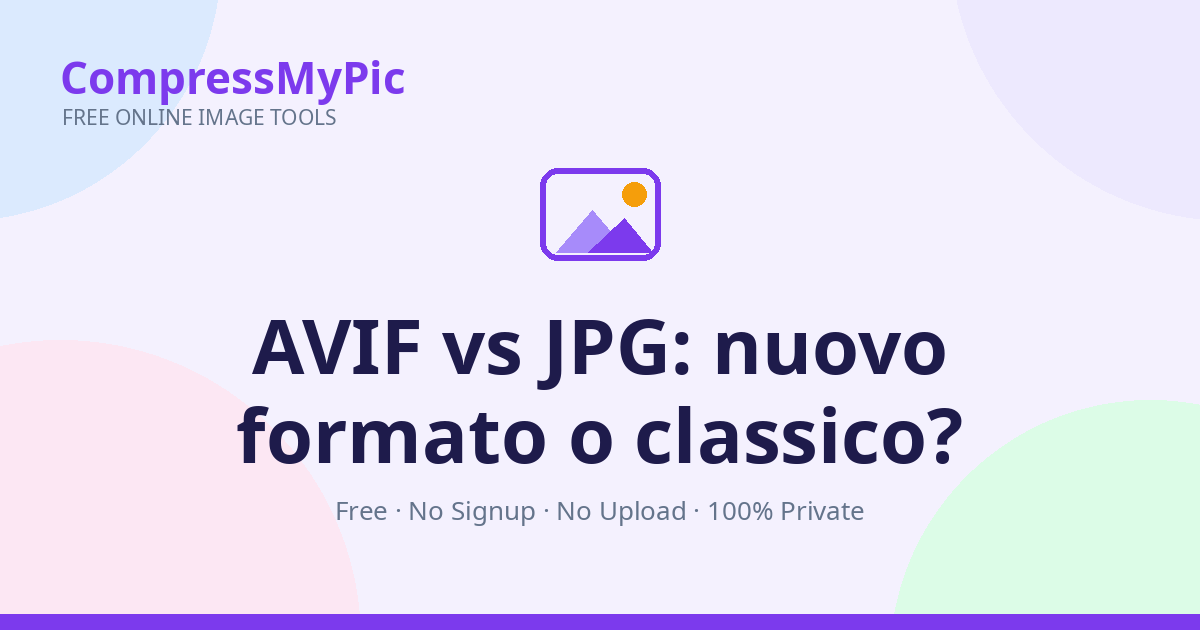 CompressMyPic
FREE ONLINE IMAGE TOOLS
AVIF vs JPG: nuovo
formato o classico?
Free · No Signup · No Upload · 100% Private